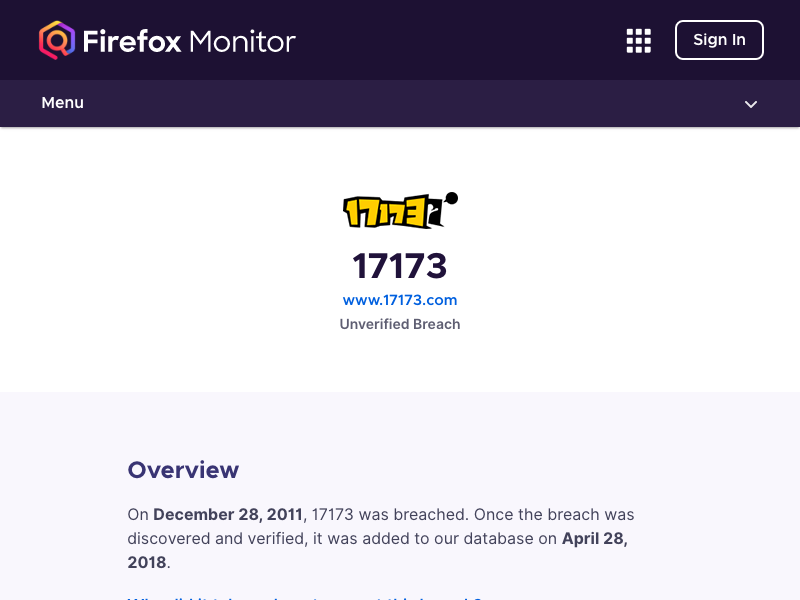 Firefox Monitor
Sign In
Menu
17173
17173
www.17173.com
Unverified Breach
Overview
On December 28, 2011, 17173 was breached. Once the breach was
discovered and verified, it was added to our database on April 28,
2018.